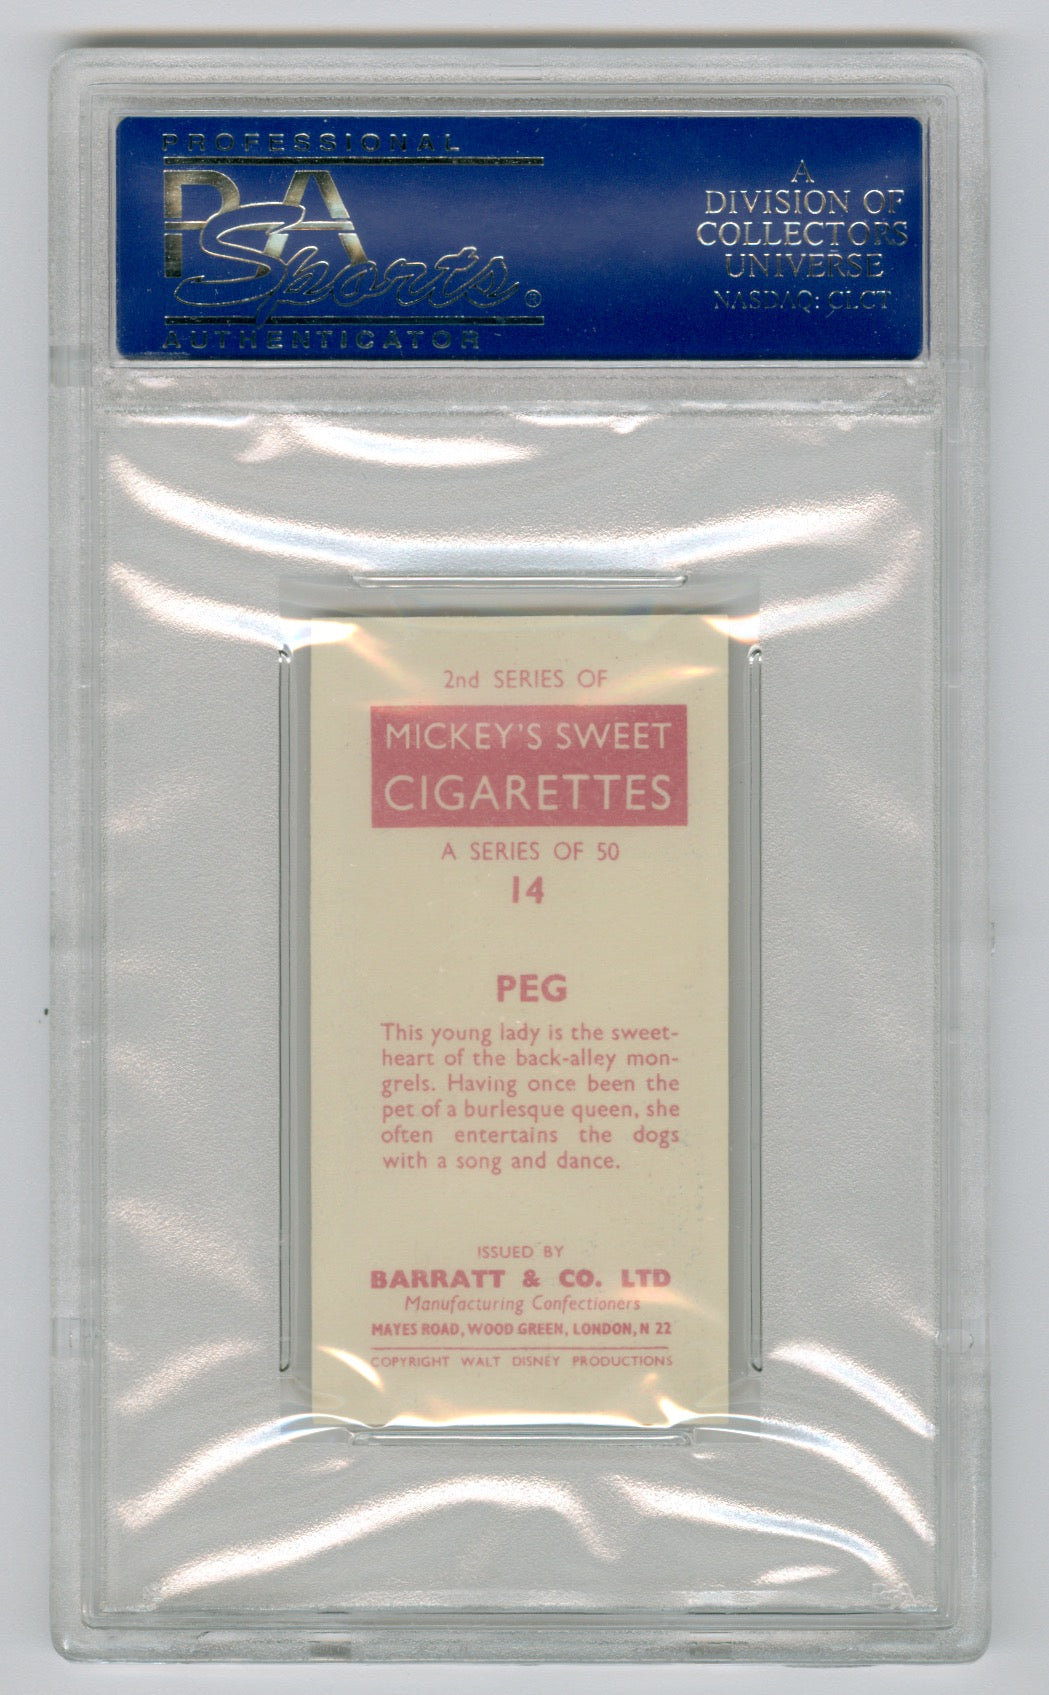 PROFESSIONAL
PSA
Sports ®
AUTHENTICATOR
A
DIVISION OF
COLLECTORS
UNIVERSE
NASDAQ: CLCT
2nd SERIES OF
MICKEY'S SWEET
CIGARETTES
A SERIES OF 50
14
PEG
This young lady is the sweet-
heart of the back-alley mon-
grels. Having once been the
pet of a burlesque queen, she
often entertains the dogs
with a song and dance.
ISSUED BY
BARRATT & CO. LTD
Manufacturing Confectioners
MAYES ROAD, WOOD GREEN, LONDON, N 22
COPYRIGHT WALT DISNEY PRODUCTIONS